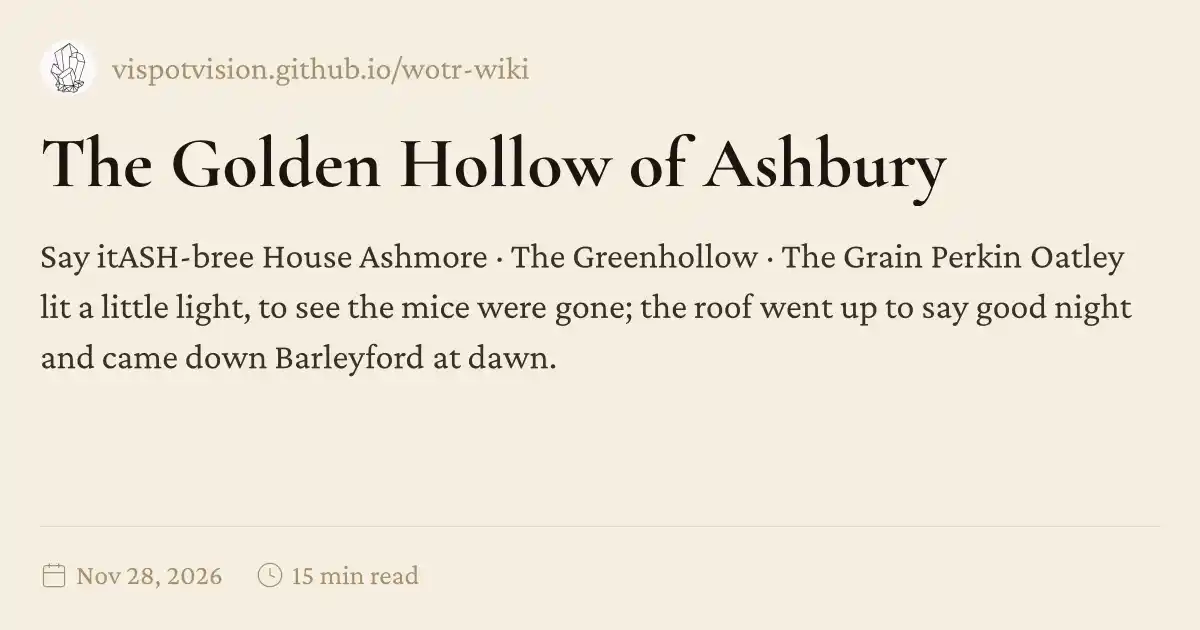 vispotvision.github.io/wotr-wiki
The Golden Hollow of Ashbury
Say itASH-bree House Ashmore · The Greenhollow · The Grain Perkin Oatley
lit a little light, to see the mice were gone; the roof went up to say good night
and came down Barleyford at dawn.
Nov 28, 2026 15 min read